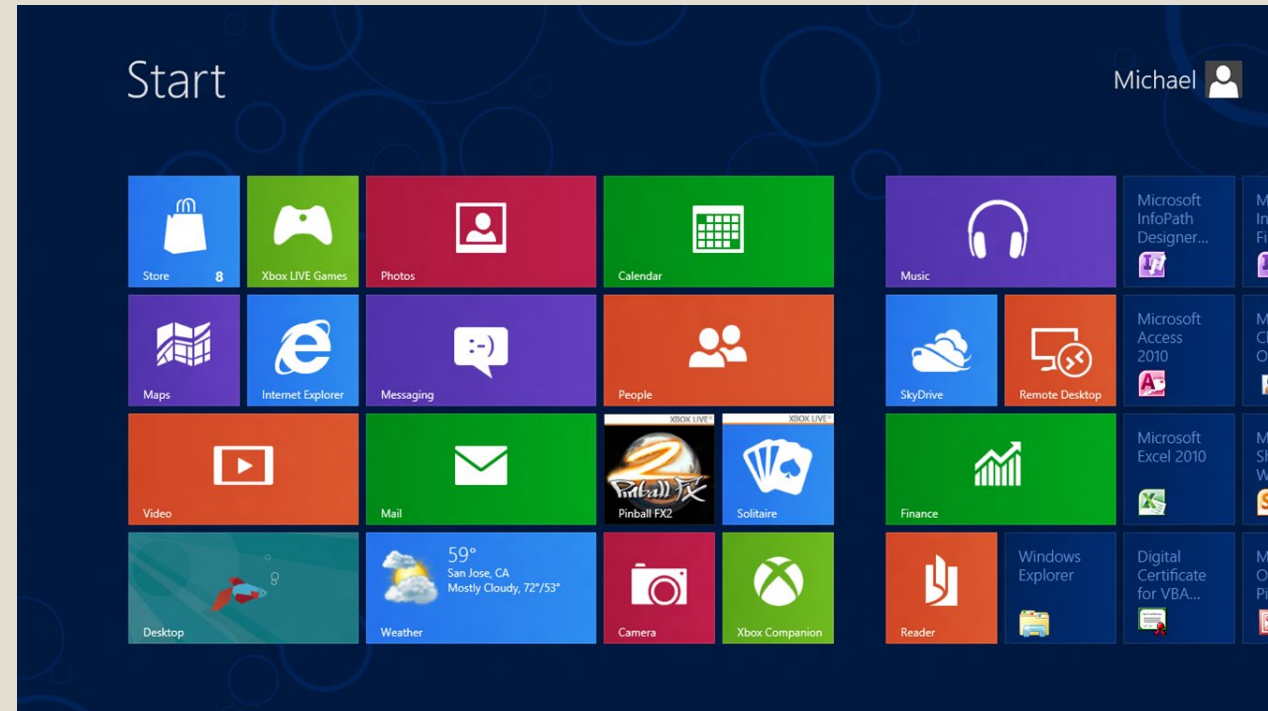 Start
Michael
Store 8
Xbox LIVE Games
Photos
Calendar
Maps
Internet Explorer
:-)
Messaging
People
Video
Mail
XBOX LIVE
2
Pinball FX
Pinball FX2
XBOX LIVE
Solitaire
Desktop
59°
San Jose, CA
Mostly Cloudy, 72°/53°
Weather
Camera
Xbox Companion
Music
Microsoft
InfoPath
Designer...
SkyDrive
Remote Desktop
Microsoft
Access
2010
Finance
Microsoft
Excel 2010
Reader
Windows
Explorer
Digital
Certificate
for VBA...